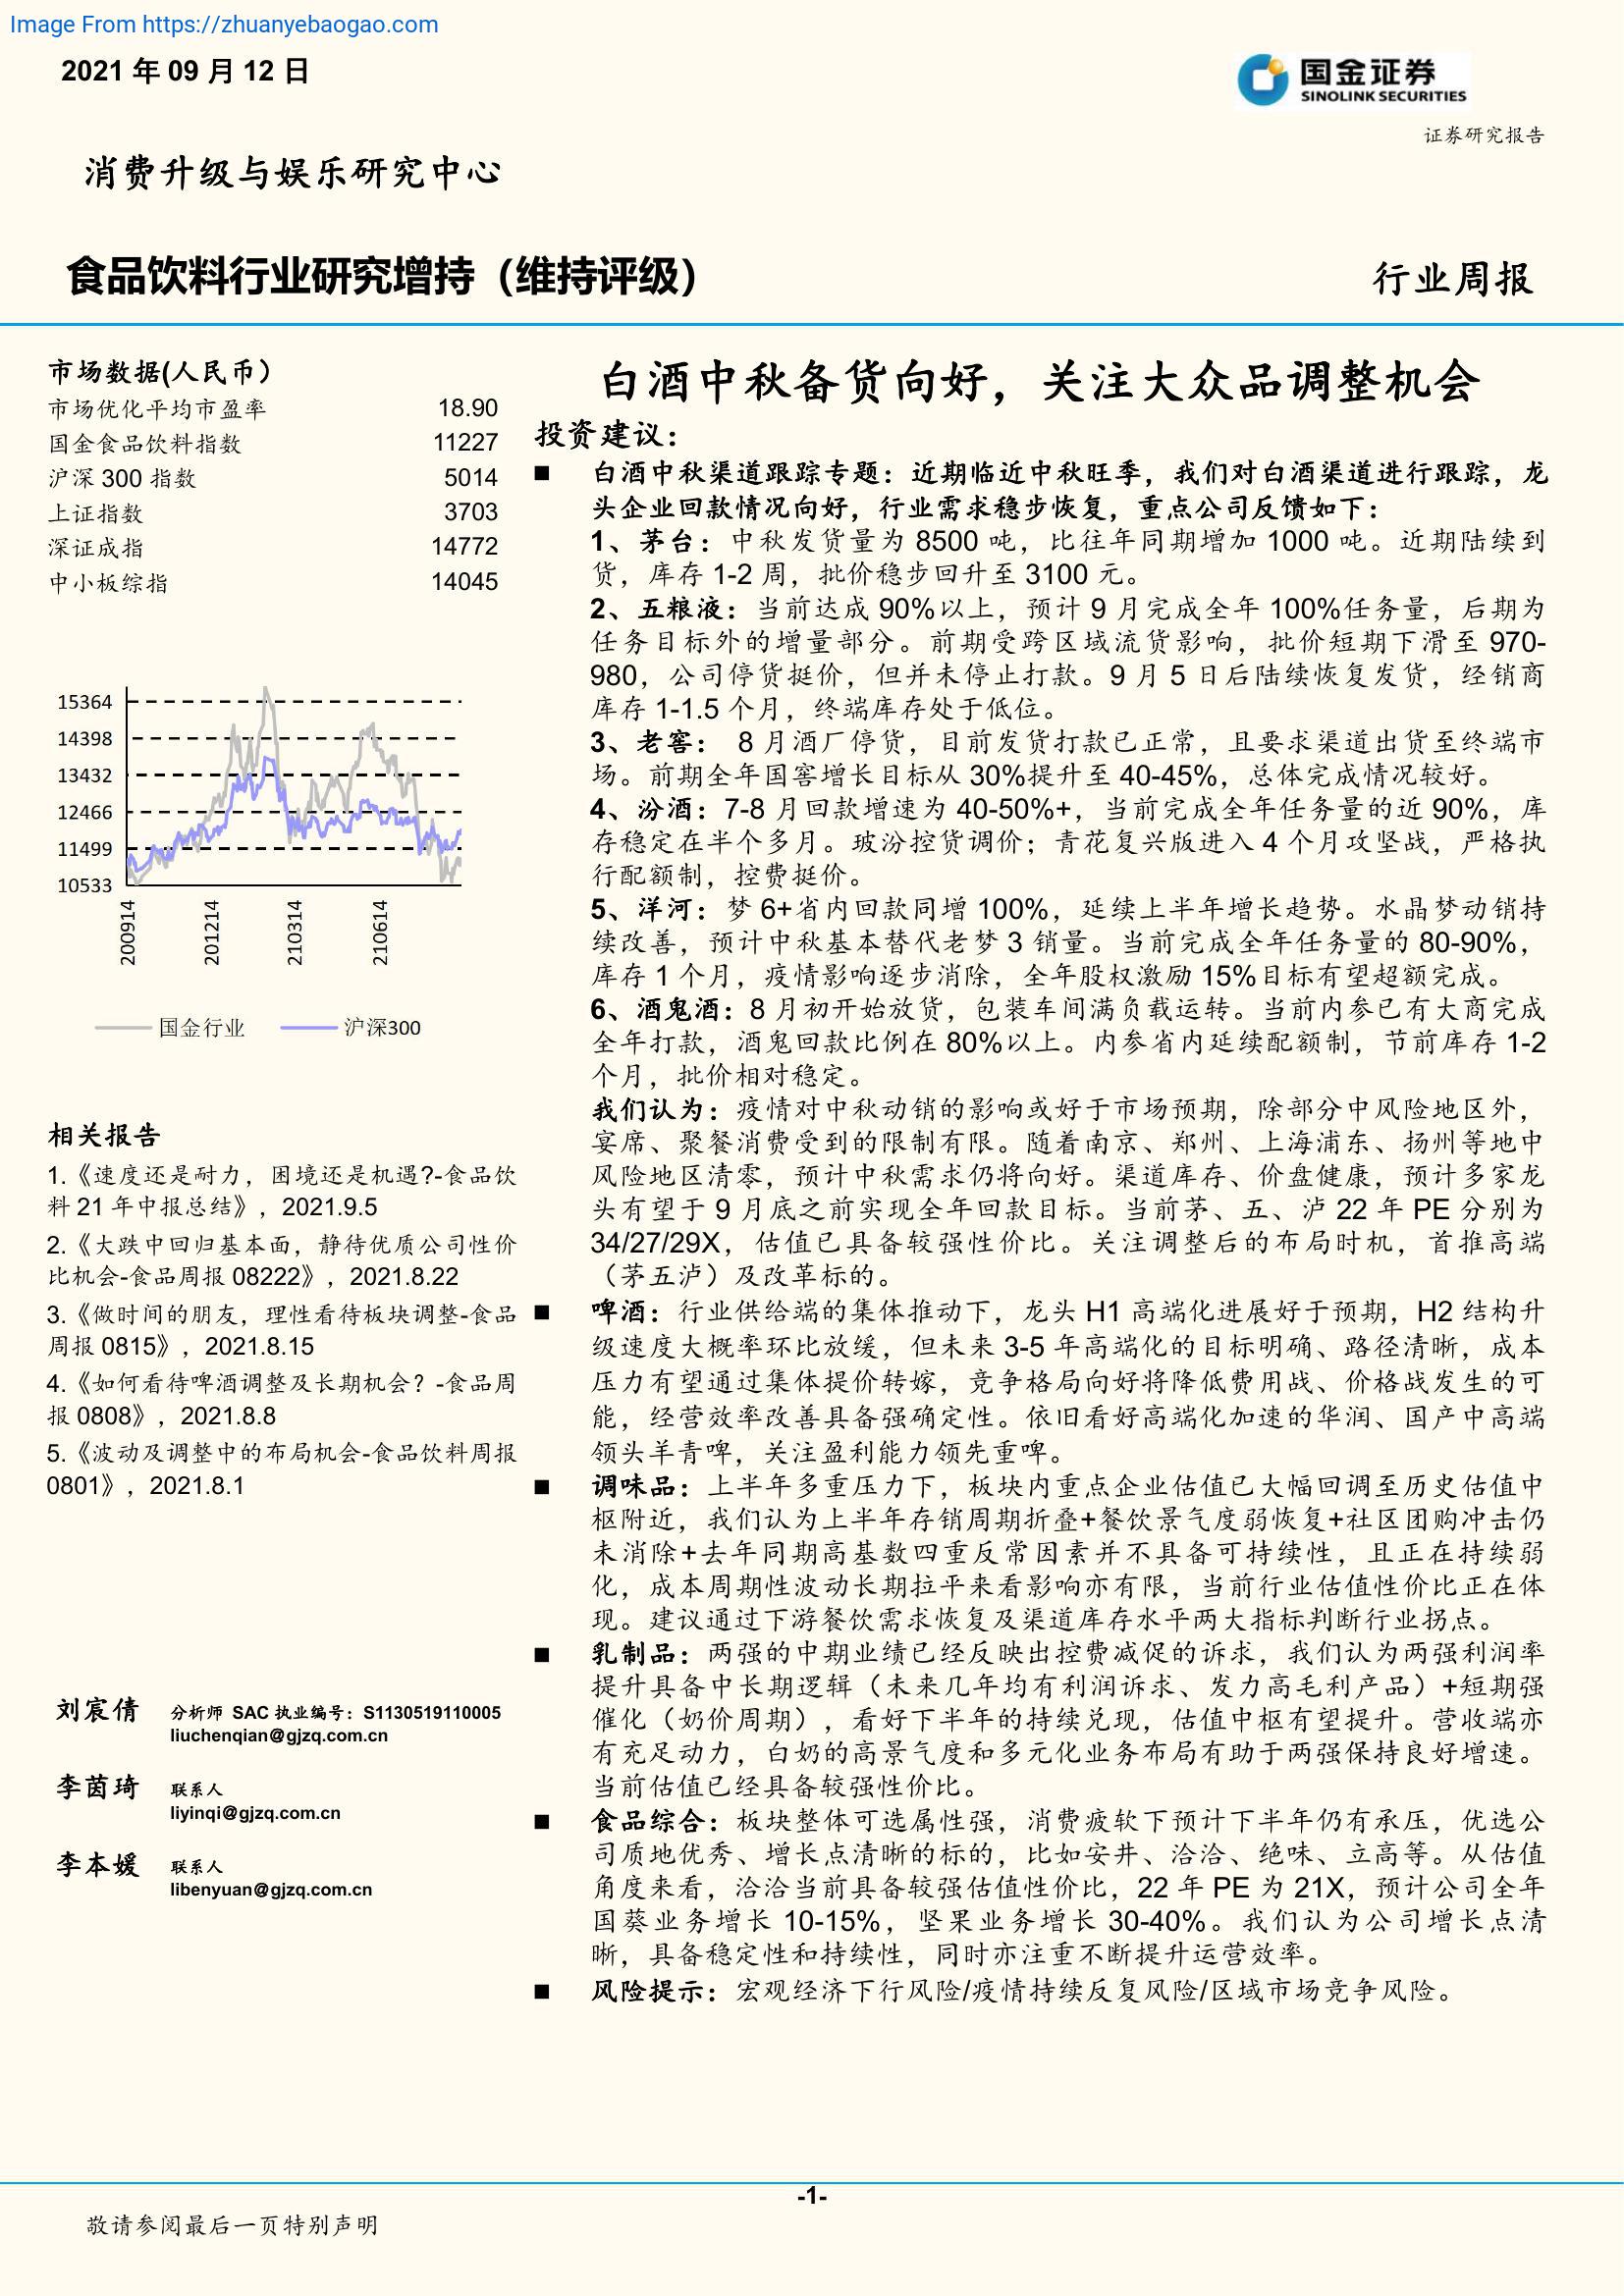 Image From https://zhuanyebaogao.com
2021 年 09 月 12 日
国金证券
SINOLINK SECURITIES
证券研究报告
消费升级与娱乐研究中心
食品饮料行业研究增持（维持评级）
行业周报
市场数据(人民币）
市场优化平均市盈率 18.90
国金食品饮料指数 11227
沪深 300 指数 5014
上证指数 3703
深证成指 14772
中小板综指 14045
15364
14398
13432
12466
11499
10533
200914
201214
210314
210614
国金行业 沪深300
相关报告
1.《速度还是耐力，困境还是机遇?-食品饮
料 21 年中报总结》，2021.9.5
2.《大跌中回归基本面，静待优质公司性价
比机会-食品周报 08222》，2021.8.22
3.《做时间的朋友，理性看待板块调整-食品
周报 0815》，2021.8.15
4.《如何看待啤酒调整及长期机会？-食品周
报 0808》，2021.8.8
5.《波动及调整中的布局机会-食品饮料周报
0801》，2021.8.1
刘宸倩 分析师 SAC 执业编号：S1130519110005
liuchenqian@gjzq.com.cn
李茵琦 联系人
liyinqi@gjzq.com.cn
李本媛 联系人
libenyuan@gjzq.com.cn
白酒中秋备货向好，关注大众品调整机会
投资建议：
■ 白酒中秋渠道跟踪专题：近期临近中秋旺季，我们对白酒渠道进行跟踪，龙
头企业回款情况向好，行业需求稳步恢复，重点公司反馈如下：
1、茅台：中秋发货量为 8500 吨，比往年同期增加 1000 吨。近期陆续到
货，库存 1-2 周，批价稳步回升至 3100 元。
2、五粮液：当前达成 90%以上，预计 9 月完成全年 100%任务量，后期为
任务目标外的增量部分。前期受跨区域流货影响，批价短期下滑至 970-
980，公司停货挺价，但并未停止打款。9 月 5 日后陆续恢复发货，经销商
库存 1-1.5 个月，终端库存处于低位。
3、老窖： 8 月酒厂停货，目前发货打款已正常，且要求渠道出货至终端市
场。前期全年国窖增长目标从 30%提升至 40-45%，总体完成情况较好。
4、汾酒：7-8 月回款增速为 40-50%+，当前完成全年任务量的近 90%，库
存稳定在半个多月。玻汾控货调价；青花复兴版进入 4 个月攻坚战，严格执
行配额制，控费挺价。
5、洋河：梦 6+省内回款同增 100%，延续上半年增长趋势。水晶梦动销持
续改善，预计中秋基本替代老梦 3 销量。当前完成全年任务量的 80-90%，
库存 1 个月，疫情影响逐步消除，全年股权激励 15%目标有望超额完成。
6、酒鬼酒：8 月初开始放货，包装车间满负载运转。当前内参已有大商完成
全年打款，酒鬼回款比例在 80%以上。内参省内延续配额制，节前库存 1-2
个月，批价相对稳定。
我们认为：疫情对中秋动销的影响或好于市场预期，除部分中风险地区外，
宴席、聚餐消费受到的限制有限。随着南京、郑州、上海浦东、扬州等地中
风险地区清零，预计中秋需求仍将向好。渠道库存、价盘健康，预计多家龙
头有望于 9 月底之前实现全年回款目标。当前茅、五、泸 22 年 PE 分别为
34/27/29X，估值已具备较强性价比。关注调整后的布局时机，首推高端
（茅五泸）及改革标的。
■ 啤酒：行业供给端的集体推动下，龙头 H1 高端化进展好于预期，H2 结构升
级速度大概率环比放缓，但未来 3-5 年高端化的目标明确、路径清晰，成本
压力有望通过集体提价转嫁，竞争格局向好将降低费用战、价格战发生的可
能，经营效率改善具备强确定性。依旧看好高端化加速的华润、国产中高端
领头羊青啤，关注盈利能力领先重啤。
■ 调味品：上半年多重压力下，板块内重点企业估值已大幅回调至历史估值中
枢附近，我们认为上半年存销周期折叠+餐饮景气度弱恢复+社区团购冲击仍
未消除+去年同期高基数四重反常因素并不具备可持续性，且正在持续弱
化，成本周期性波动长期拉平来看影响亦有限，当前行业估值性价比正在体
现。建议通过下游餐饮需求恢复及渠道库存水平两大指标判断行业拐点。
■ 乳制品：两强的中期业绩已经反映出控费减促的诉求，我们认为两强利润率
提升具备中长期逻辑（未来几年均有利润诉求、发力高毛利产品）+短期强
催化（奶价周期），看好下半年的持续兑现，估值中枢有望提升。营收端亦
有充足动力，白奶的高景气度和多元化业务布局有助于两强保持良好增速。
当前估值已经具备较强性价比。
■ 食品综合：板块整体可选属性强，消费疲软下预计下半年仍有承压，优选公
司质地优秀、增长点清晰的标的，比如安井、洽洽、绝味、立高等。从估值
角度来看，洽洽当前具备较强估值性价比，22 年 PE 为 21X，预计公司全年
国葵业务增长 10-15%，坚果业务增长 30-40%。我们认为公司增长点清
晰，具备稳定性和持续性，同时亦注重不断提升运营效率。
■ 风险提示：宏观经济下行风险/疫情持续反复风险/区域市场竞争风险。
-1-
敬请参阅最后一页特别声明